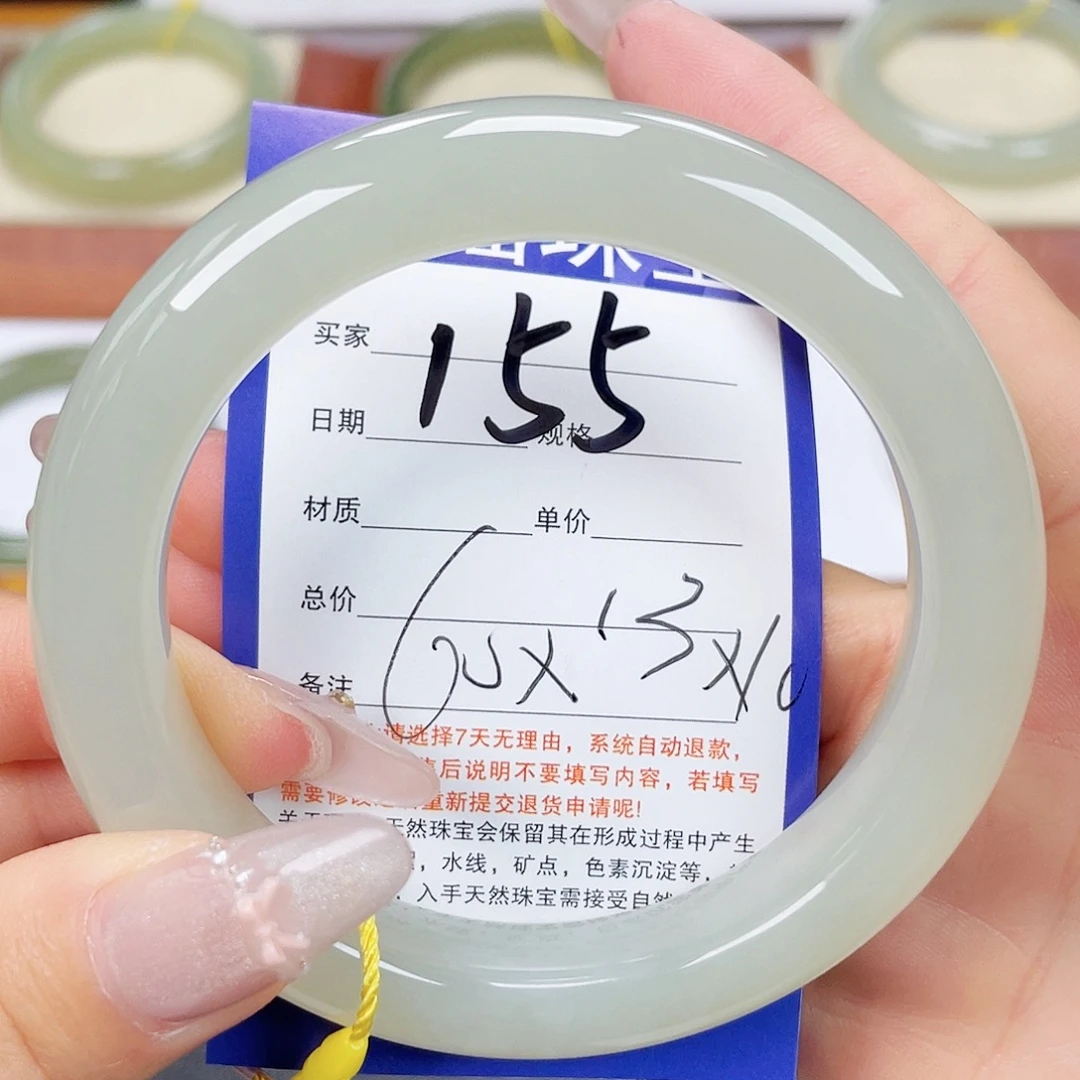 珠宝
买家 155
日期 规格
材质 单价
总价
备注 60x13x10
请选择7天无理由，系统自动退款，
后说明不要填写内容，若填写
需要修改 重新提交退货申请呢!
天然珠宝会保留其在形成过程中产生
，水线，矿点，色素沉淀等，
入手天然珠宝需接受自然